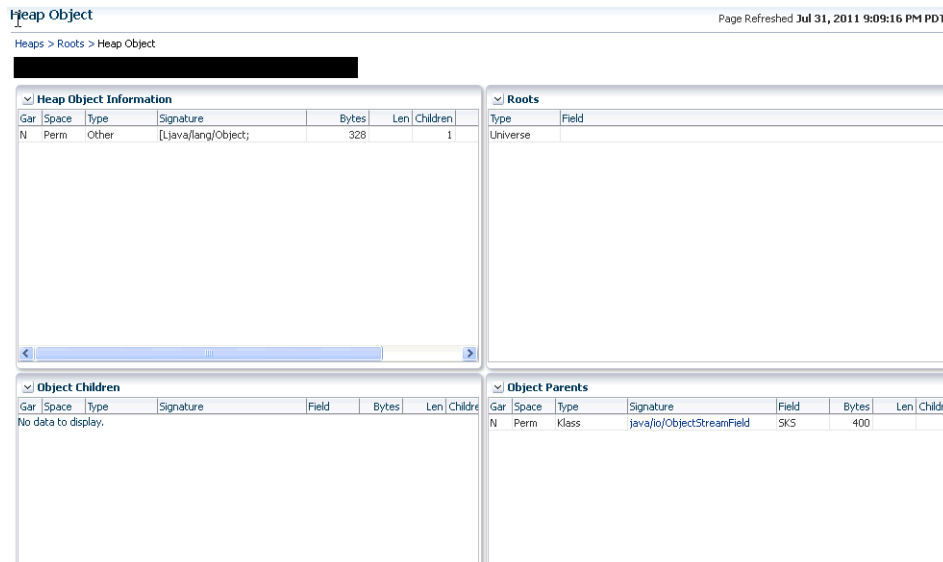 Heap Object
Page Refreshed Jul 31, 2011 9:09:16 PM PDT
Heaps > Roots > Heap Object
Heap Object Information
Gar Space Type Signature Bytes Len Children
N Perm Other [Ljava/lang/Object; 328 1
Roots
Type Field
Universe
Object Children
Gar Space Type Signature Field Bytes Len Childre
No data to display.
Object Parents
Gar Space Type Signature Field Bytes Len Child
N Perm Klass java/io/ObjectStreamField SKS 400